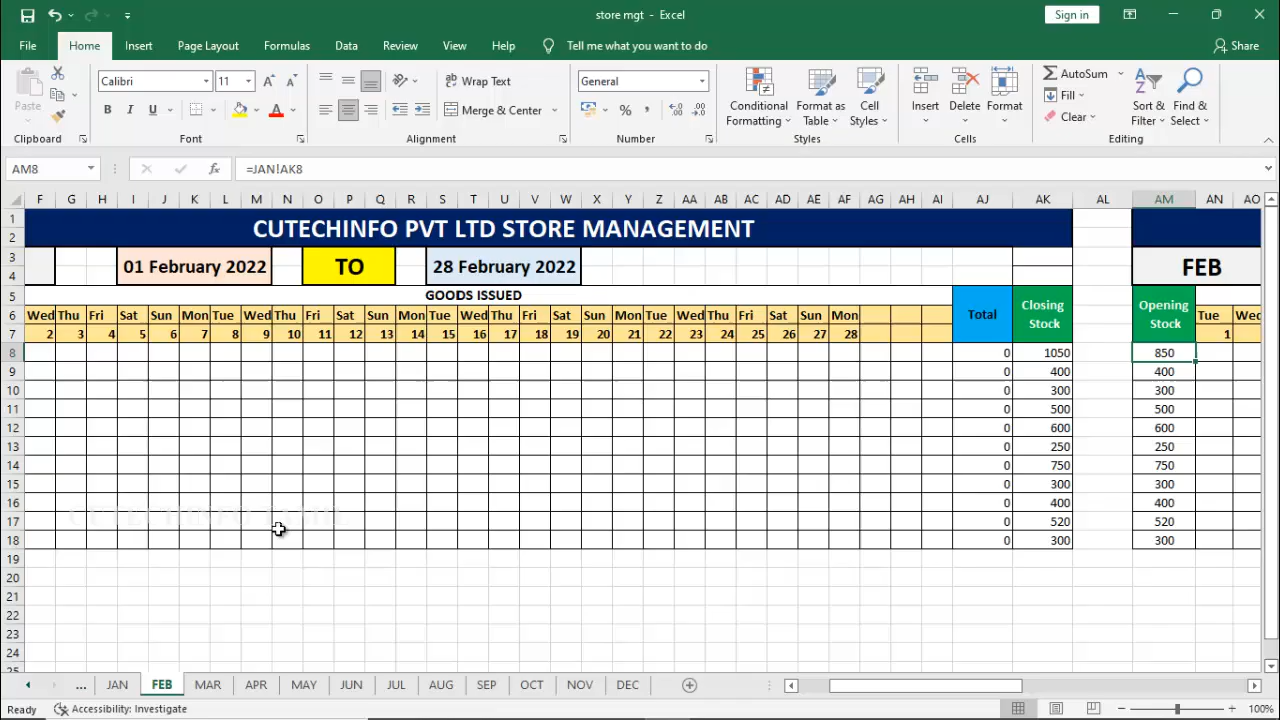 store mgt - Excel
Sign in
File Home Insert Page Layout Formulas Data Review View Help Tell me what you want to do Share
Calibri 11 Wrap Text General AutoSum
Paste Merge & Center Conditional Formatting Format as Table Cell Styles Insert Delete Format Fill Clear Sort & Filter Find & Select
Clipboard Font Alignment Number Styles Cells Editing
AM8 fx =JAN!AK8
F G H I J K L M N O P Q R S T U V W X Y Z AA AB AC AD AE AF AG AH AI AJ AK AL AM AN AO
1
2 CUTECHINFO PVT LTD STORE MANAGEMENT
3
4 01 February 2022 TO 28 February 2022 FEB
5 GOODS ISSUED Total Closing Stock Opening Stock
6 Wed Thu Fri Sat Sun Mon Tue Wed Thu Fri Sat Sun Mon Tue Wed Thu Fri Sat Sun Mon Tue Wed Thu Fri Sat Sun Mon Tue Wed
7 2 3 4 5 6 7 8 9 10 11 12 13 14 15 16 17 18 19 20 21 22 23 24 25 26 27 28 1
8 0 1050 850
9 0 400 400
10 0 300 300
11 0 500 500
12 0 600 600
13 0 250 250
14 0 750 750
15 0 300 300
16 0 400 400
17 0 520 520
CUTECHINFO TAMIL
18 0 300 300
19
20
21
22
23
24
25
... JAN FEB MAR APR MAY JUN JUL AUG SEP OCT NOV DEC
Ready Accessibility: Investigate 100%